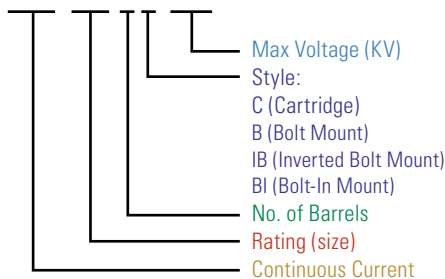 Max Voltage (KV)
Style:
C (Cartridge)
B (Bolt Mount)
IB (Inverted Bolt Mount)
BI (Bolt-In Mount)
No. of Barrels
Rating (size)
Continuous Current